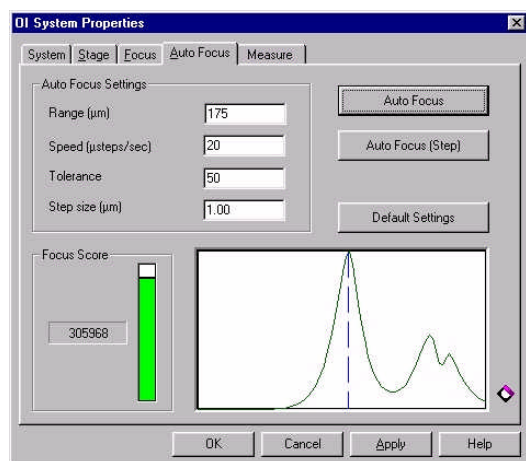 OI System Properties
System Stage Focus Auto Focus Measure
Auto Focus Settings
Range (µm) 175
Speed (µsteps/sec) 20
Tolerance 50
Step size (µm) 1.00
Auto Focus
Auto Focus (Step)
Default Settings
Focus Score
305968
OK Cancel Apply Help